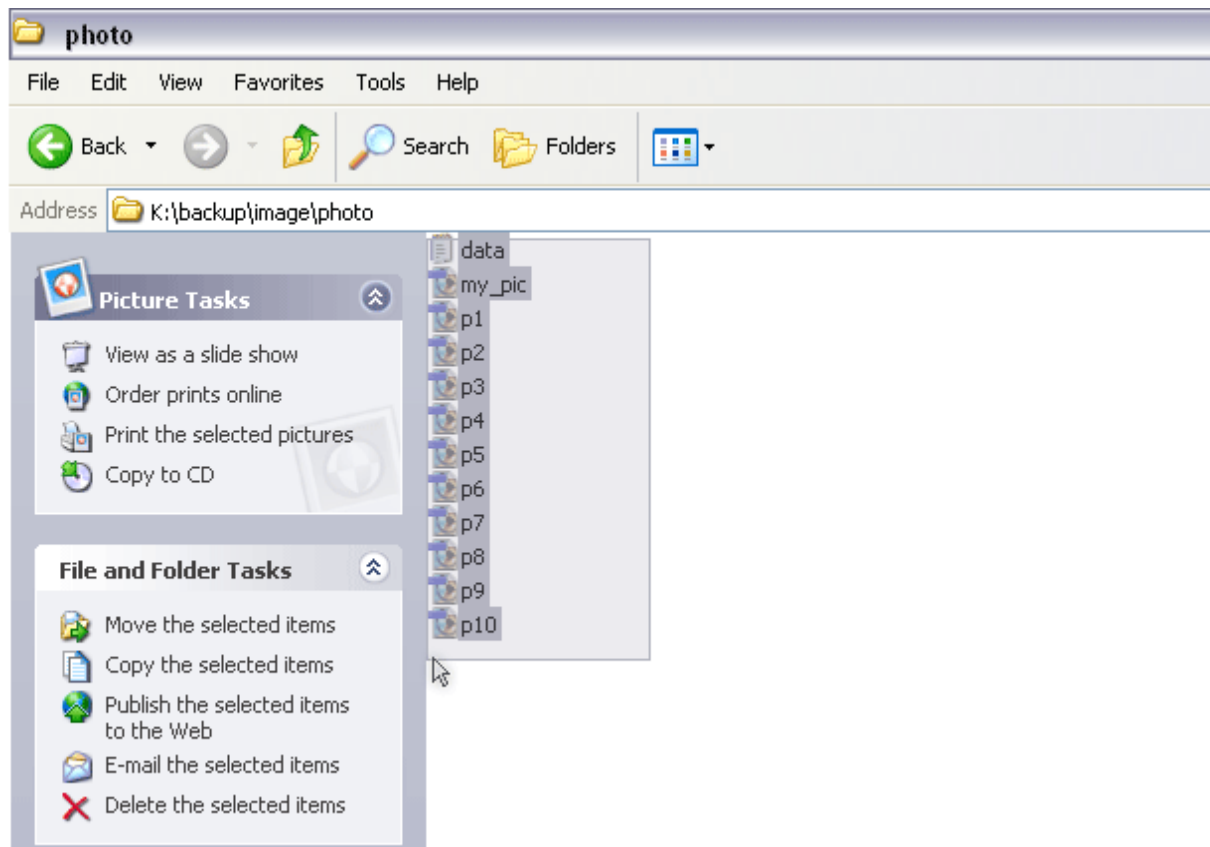 photo
File Edit View Favorites Tools Help
Back Search Folders
Address K:\backup\image\photo
Picture Tasks
View as a slide show
Order prints online
Print the selected pictures
Copy to CD
File and Folder Tasks
Move the selected items
Copy the selected items
Publish the selected items
to the Web
E-mail the selected items
Delete the selected items
data
my_pic
p1
p2
p3
p4
p5
p6
p7
p8
p9
p10